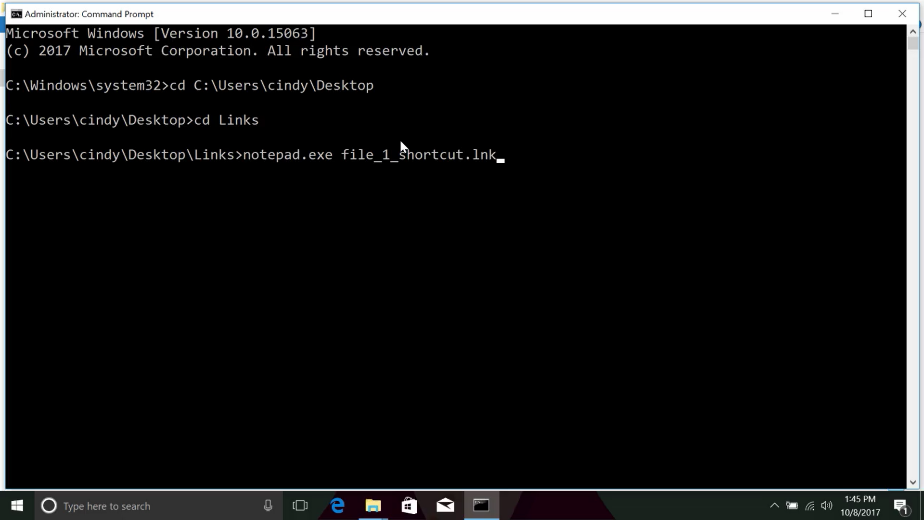 Administrator: Command Prompt
Microsoft Windows [Version 10.0.15063]
(c) 2017 Microsoft Corporation. All rights reserved.
C:\Windows\system32>cd C:\Users\cindy\Desktop
C:\Users\cindy\Desktop>cd Links
C:\Users\cindy\Desktop\Links>notepad.exe file_1_shortcut.lnk
Type here to search
1:45 PM
10/8/2017
1